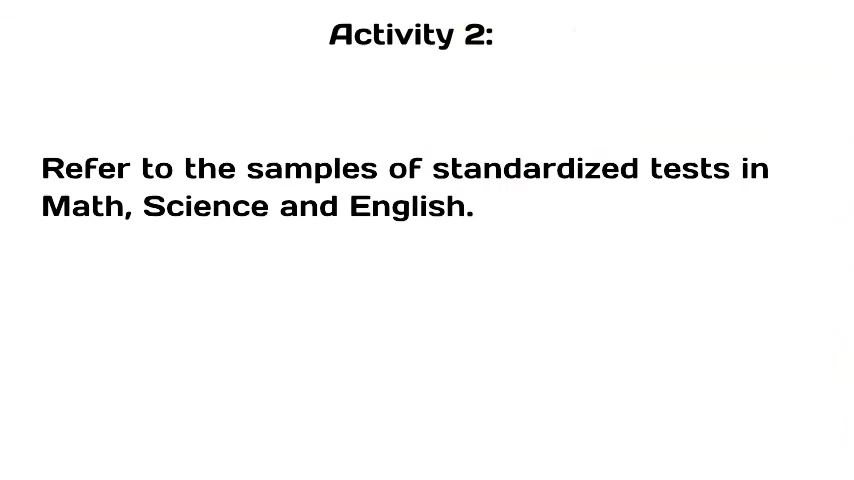 Activity 2:
Refer to the samples of standardized tests in
Math, Science and English.